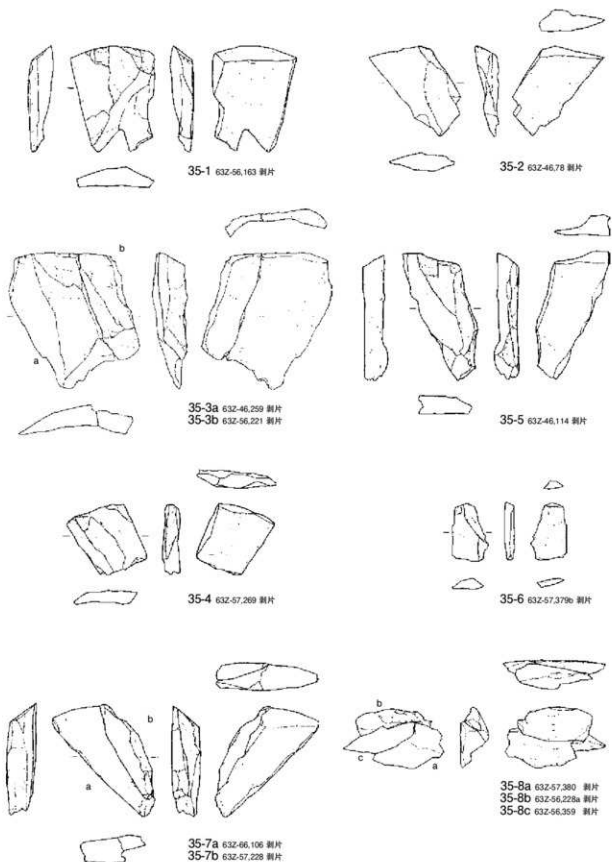 35-1 63Z-56,163 剥片
35-2 63Z-46,78 剥片
b
a
35-3a 63Z-46,259 剥片
35-3b 63Z-56,221 剥片
35-5 63Z-46,114 剥片
35-4 63Z-57,269 剥片
35-6 63Z-57,379b 剥片
b
a
35-7a 63Z-66,106 剥片
35-7b 63Z-57,228 剥片
b
c
a
35-8a 63Z-57,380 剥片
35-8b 63Z-56,228a 剥片
35-8c 63Z-56,359 剥片